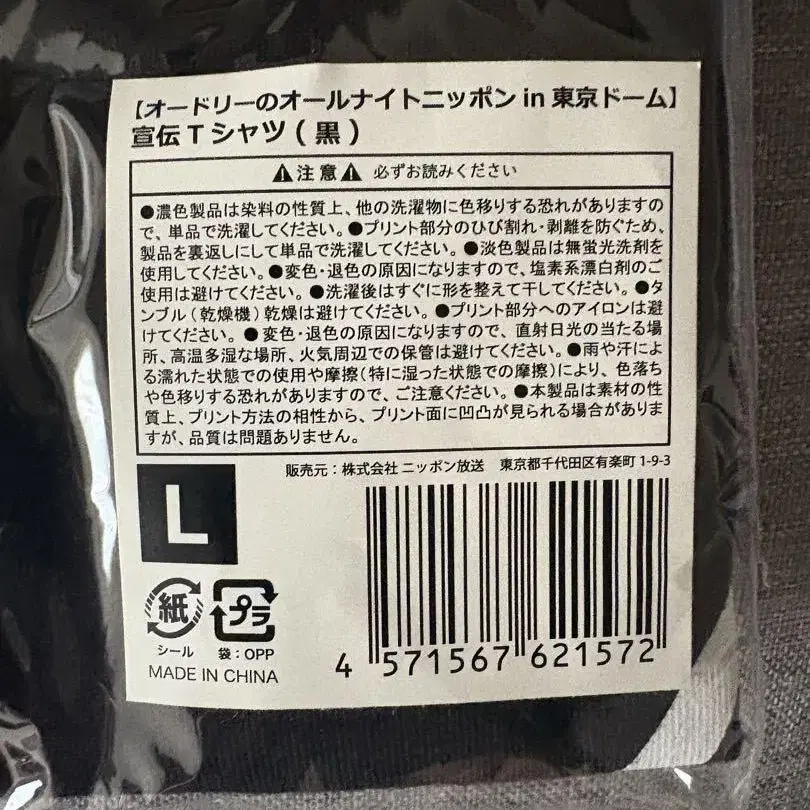 【オードリーのオールナイトニッポン in 東京ドーム】
宣伝Tシャツ(黒)
⚠注意⚠ 必ずお読みください
●濃色製品は染料の性質上、他の洗濯物に色移りする恐れがありますの
で、単品で洗濯してください。●プリント部分のひび割れ・剥離を防ぐため、
製品を裏返しにして単品で洗濯してください。●淡色製品は無蛍光洗剤を
使用してください。●変色・退色の原因になりますので、塩素系漂白剤のご
使用は避けてください。●洗濯後はすぐに形を整えて干してください。●タ
ンブル(乾燥機)乾燥は避けてください。●プリント部分へのアイロンは避
けてください。●変色・退色の原因になりますので、直射日光の当たる場
所、高温多湿な場所、火気周辺での保管は避けてください。●雨や汗によ
る濡れた状態での使用や摩擦(特に湿った状態での摩擦)により、色落ち
や色移りする恐れがありますので、ご注意ください。●本製品は素材の性
質上、プリント方法の相性から、プリント面に凹凸が見られる場合がありま
すが、品質は問題ありません。
販売元:株式会社ニッポン放送 東京都千代田区有楽町1-9-3
L
紙 プラ
シール 袋:OPP
MADE IN CHINA
4 571567 621572